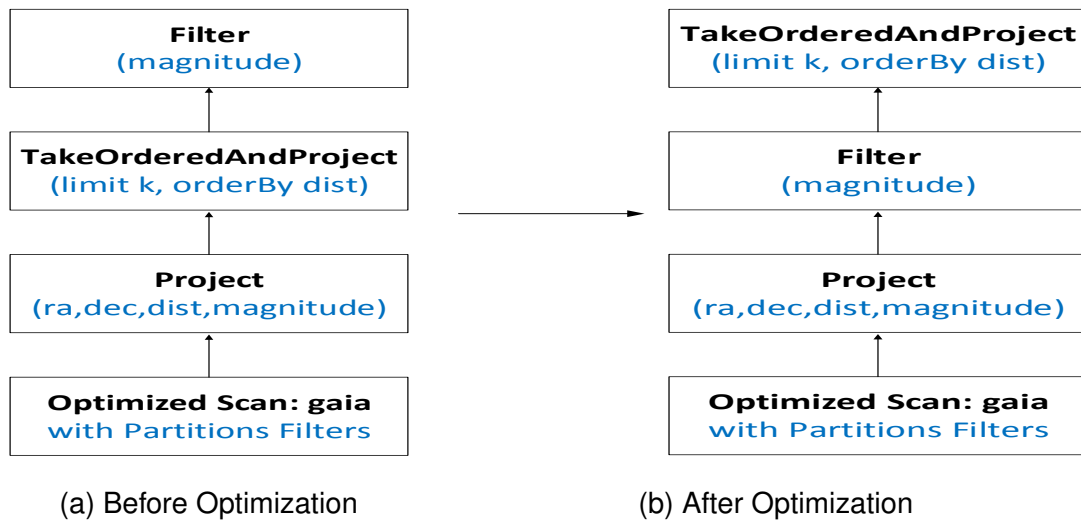 Filter
(magnitude)
TakeOrderedAndProject
(limit k, orderBy dist)
Project
(ra,dec,dist,magnitude)
Optimized Scan: gaia
with Partitions Filters
(a) Before Optimization
TakeOrderedAndProject
(limit k, orderBy dist)
Filter
(magnitude)
Project
(ra,dec,dist,magnitude)
Optimized Scan: gaia
with Partitions Filters
(b) After Optimization